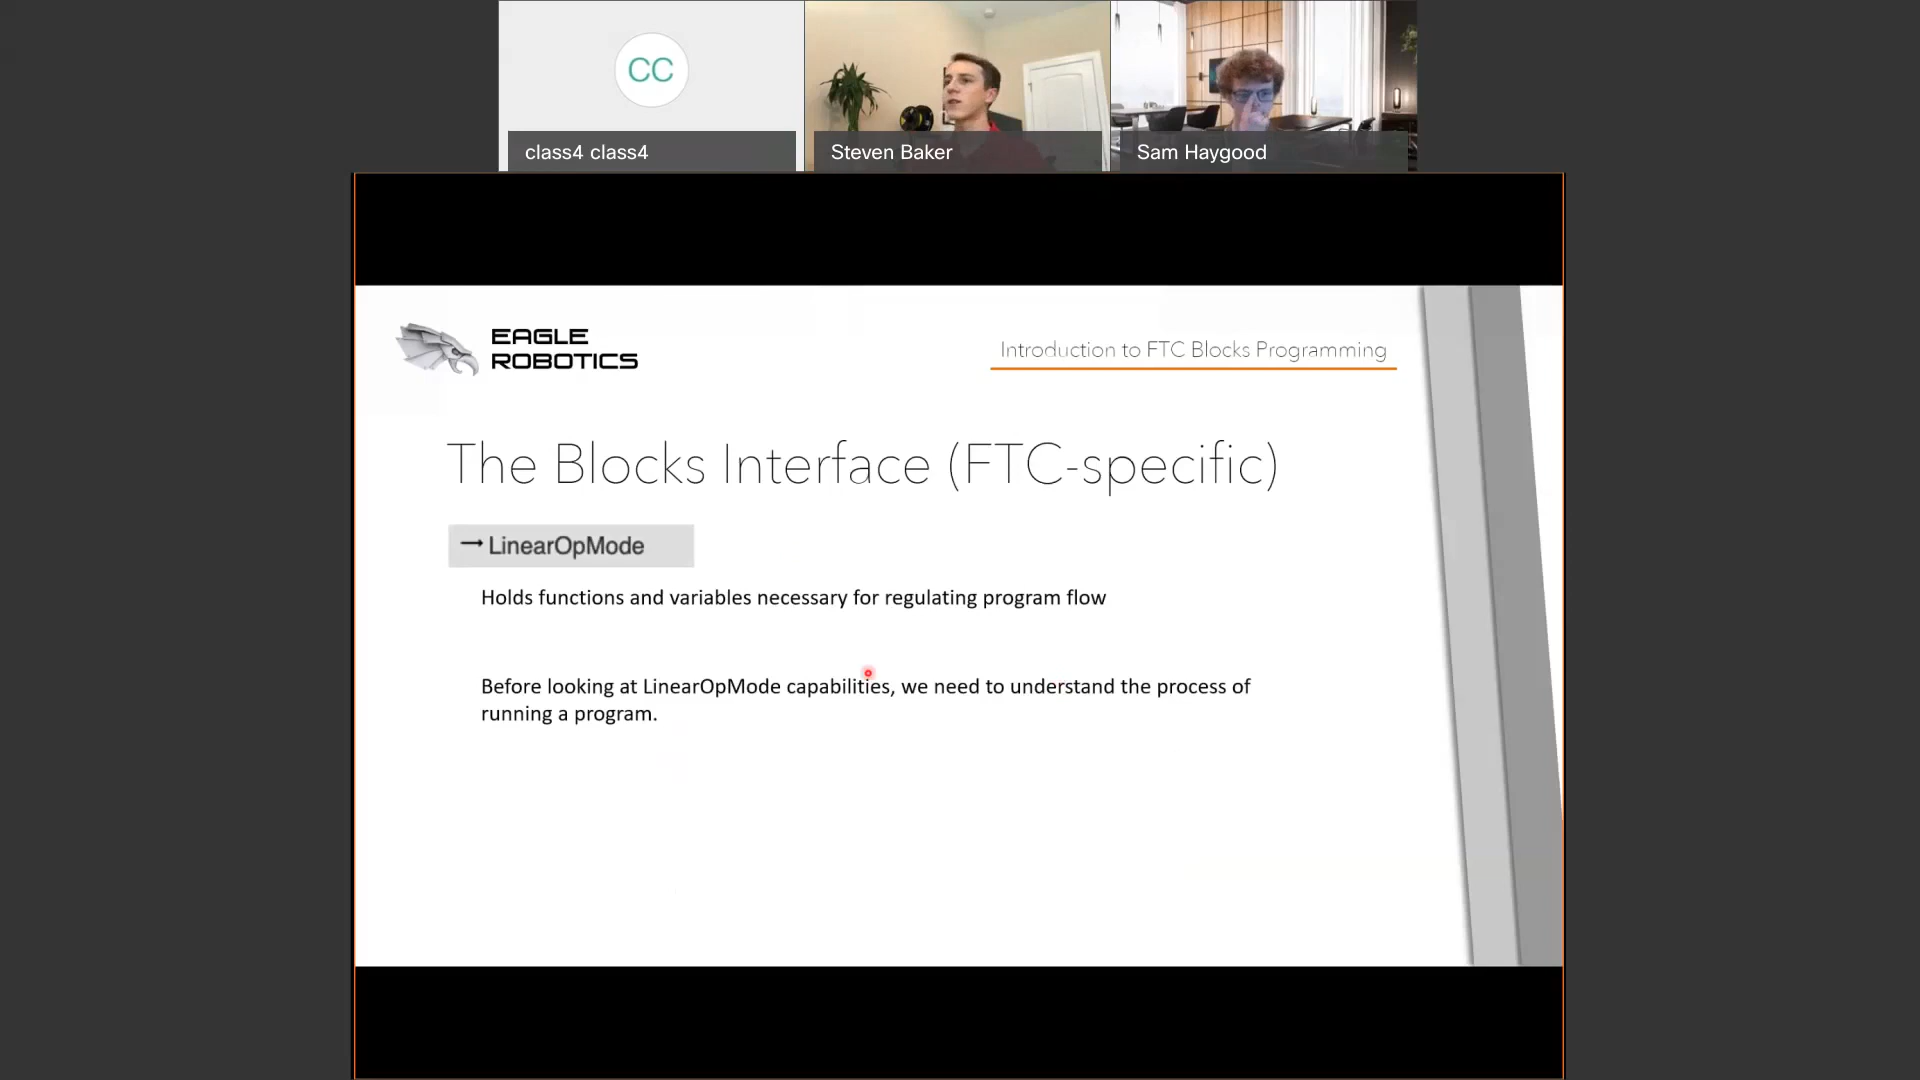 CC
class4 class4
Steven Baker
Sam Haygood
EAGLE
ROBOTICS
Introduction to FTC Blocks Programming
The Blocks Interface (FTC-specific)
→ LinearOpMode
Holds functions and variables necessary for regulating program flow
Before looking at LinearOpMode capabilities, we need to understand the process of
running a program.